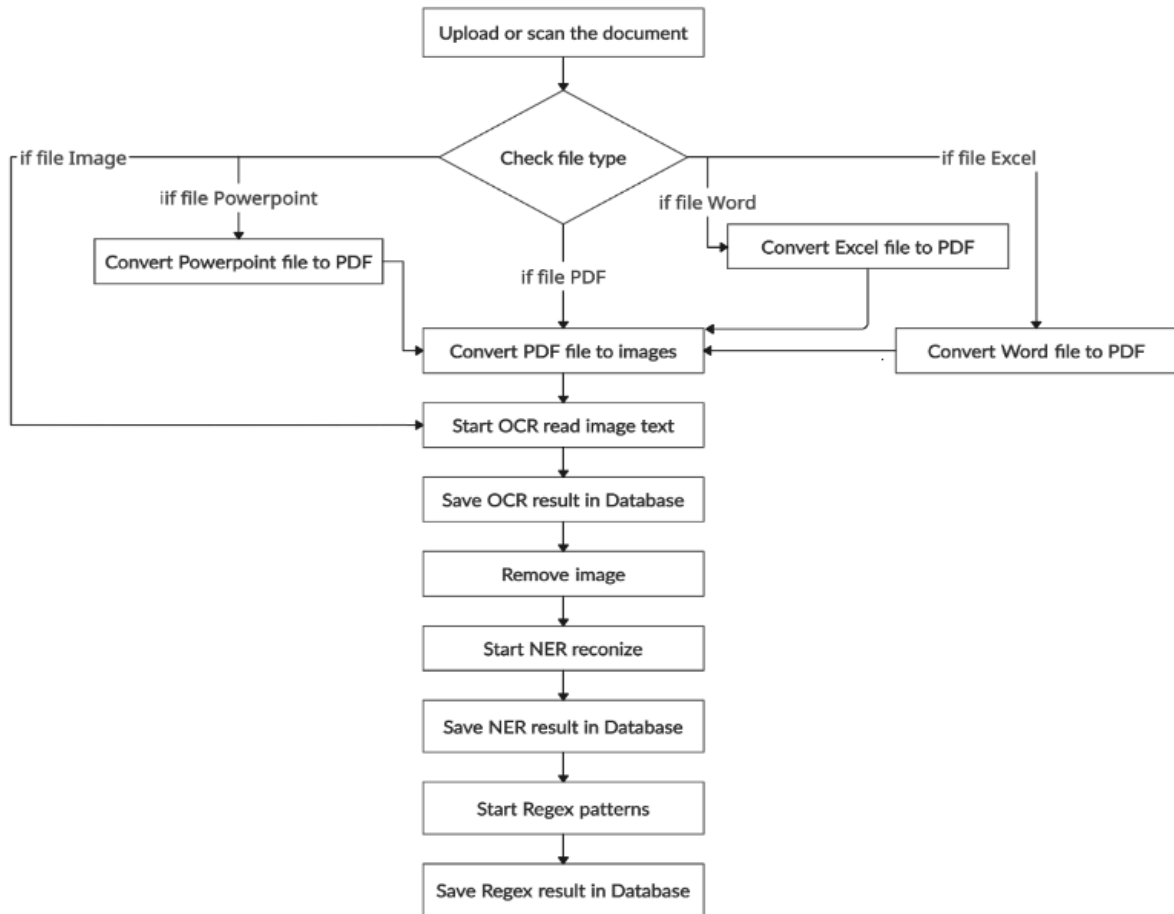 Upload or scan the document
Check file type
if file Image
iif file Powerpoint
if file Word
if file Excel
Convert Powerpoint file to PDF
if file PDF
Convert Excel file to PDF
Convert PDF file to images
Convert Word file to PDF
Start OCR read image text
Save OCR result in Database
Remove image
Start NER reconize
Save NER result in Database
Start Regex patterns
Save Regex result in Database